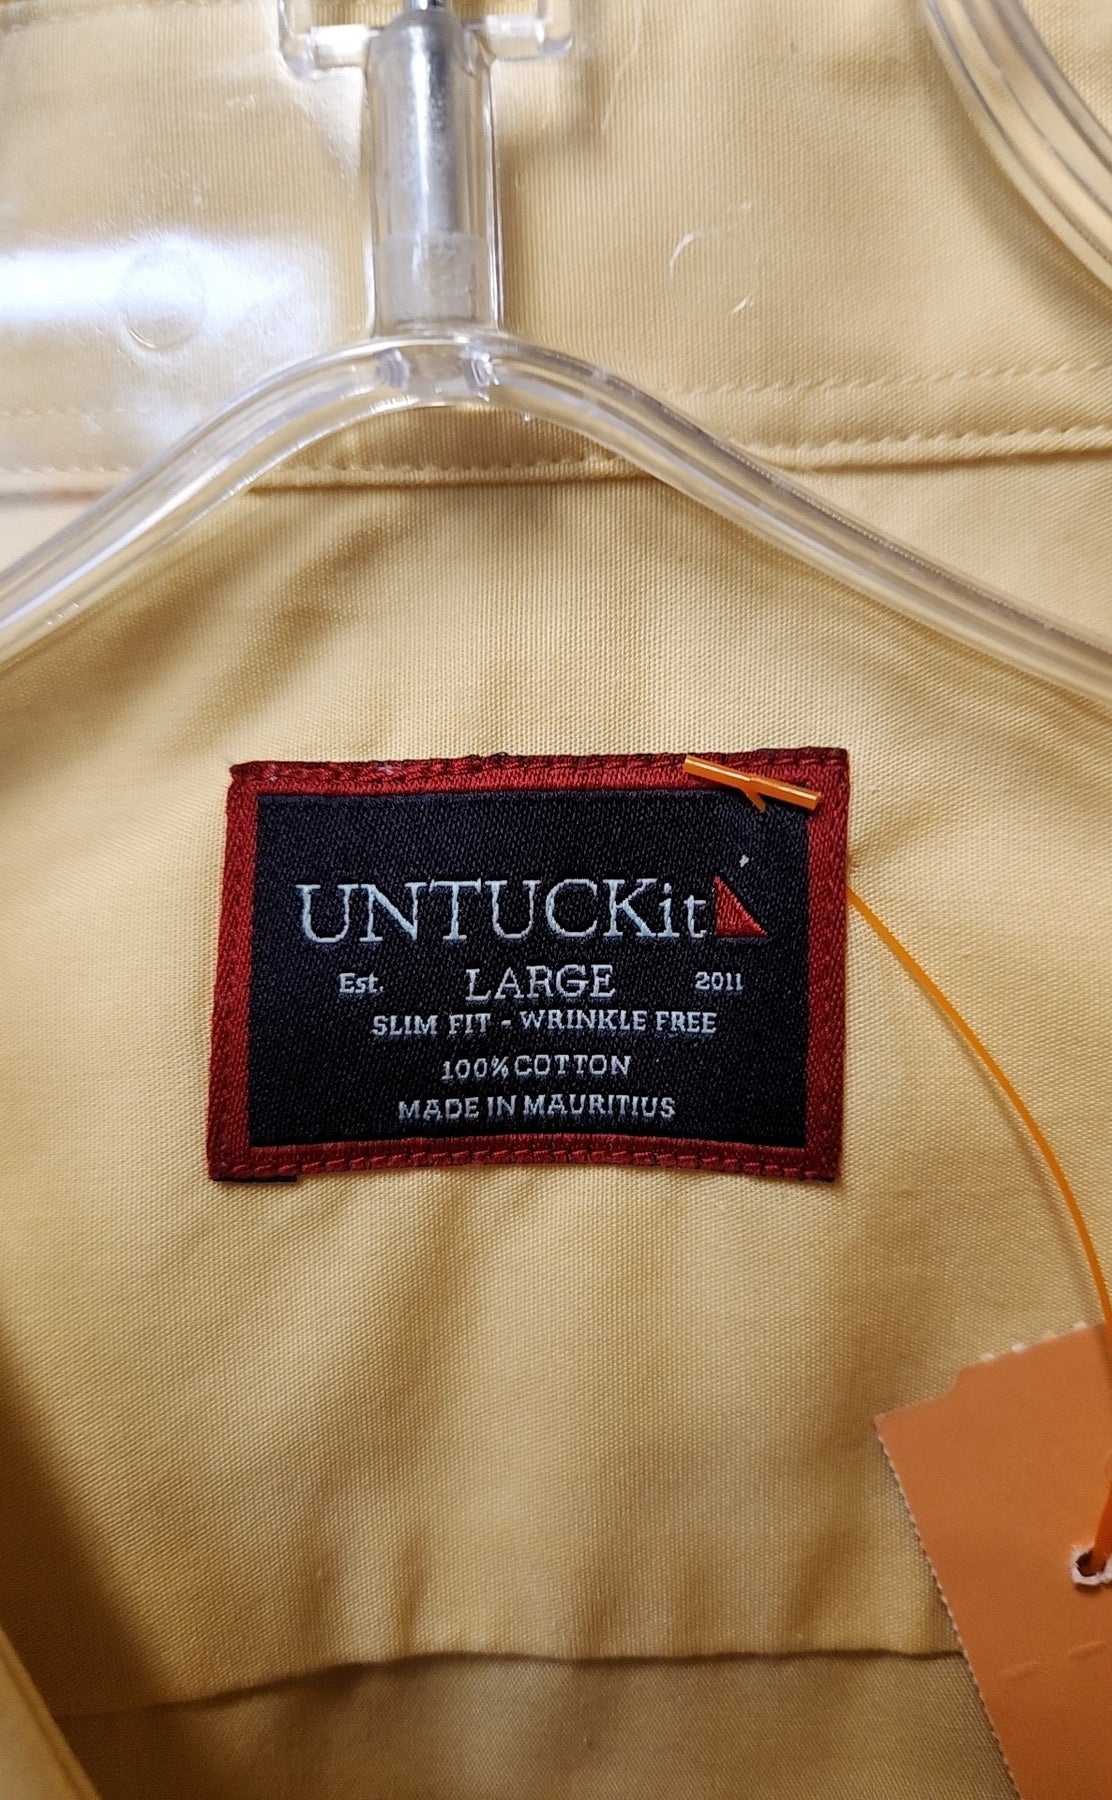 UNTUCKit
Est. LARGE 2011
SLIM FIT - WRINKLE FREE
100% COTTON
MADE IN MAURITIUS